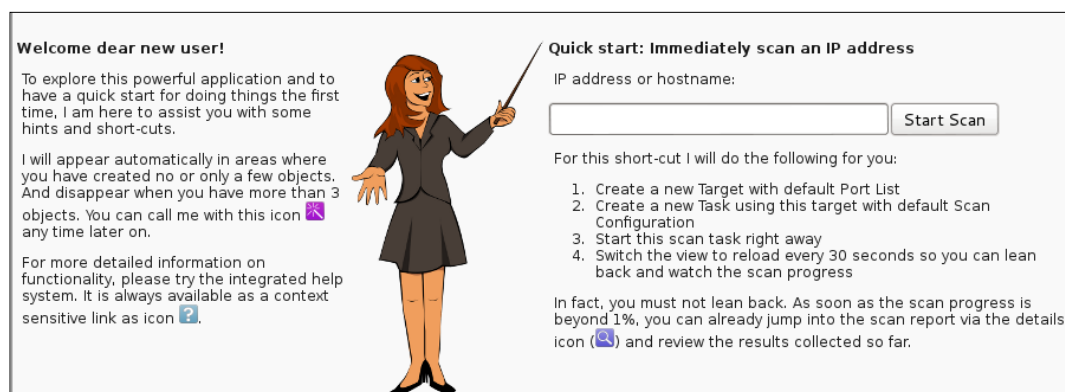 Welcome dear new user!
To explore this powerful application and to
have a quick start for doing things the first
time, I am here to assist you with some
hints and short-cuts.
I will appear automatically in areas where
you have created no or only a few objects.
And disappear when you have more than 3
objects. You can call me with this icon
any time later on.
For more detailed information on
functionality, please try the integrated help
system. It is always available as a context
sensitive link as icon ?.
Quick start: Immediately scan an IP address
IP address or hostname:
Start Scan
For this short-cut I will do the following for you:
1. Create a new Target with default Port List
2. Create a new Task using this target with default Scan
Configuration
3. Start this scan task right away
4. Switch the view to reload every 30 seconds so you can lean
back and watch the scan progress
In fact, you must not lean back. As soon as the scan progress is
beyond 1%, you can already jump into the scan report via the details
icon () and review the results collected so far.